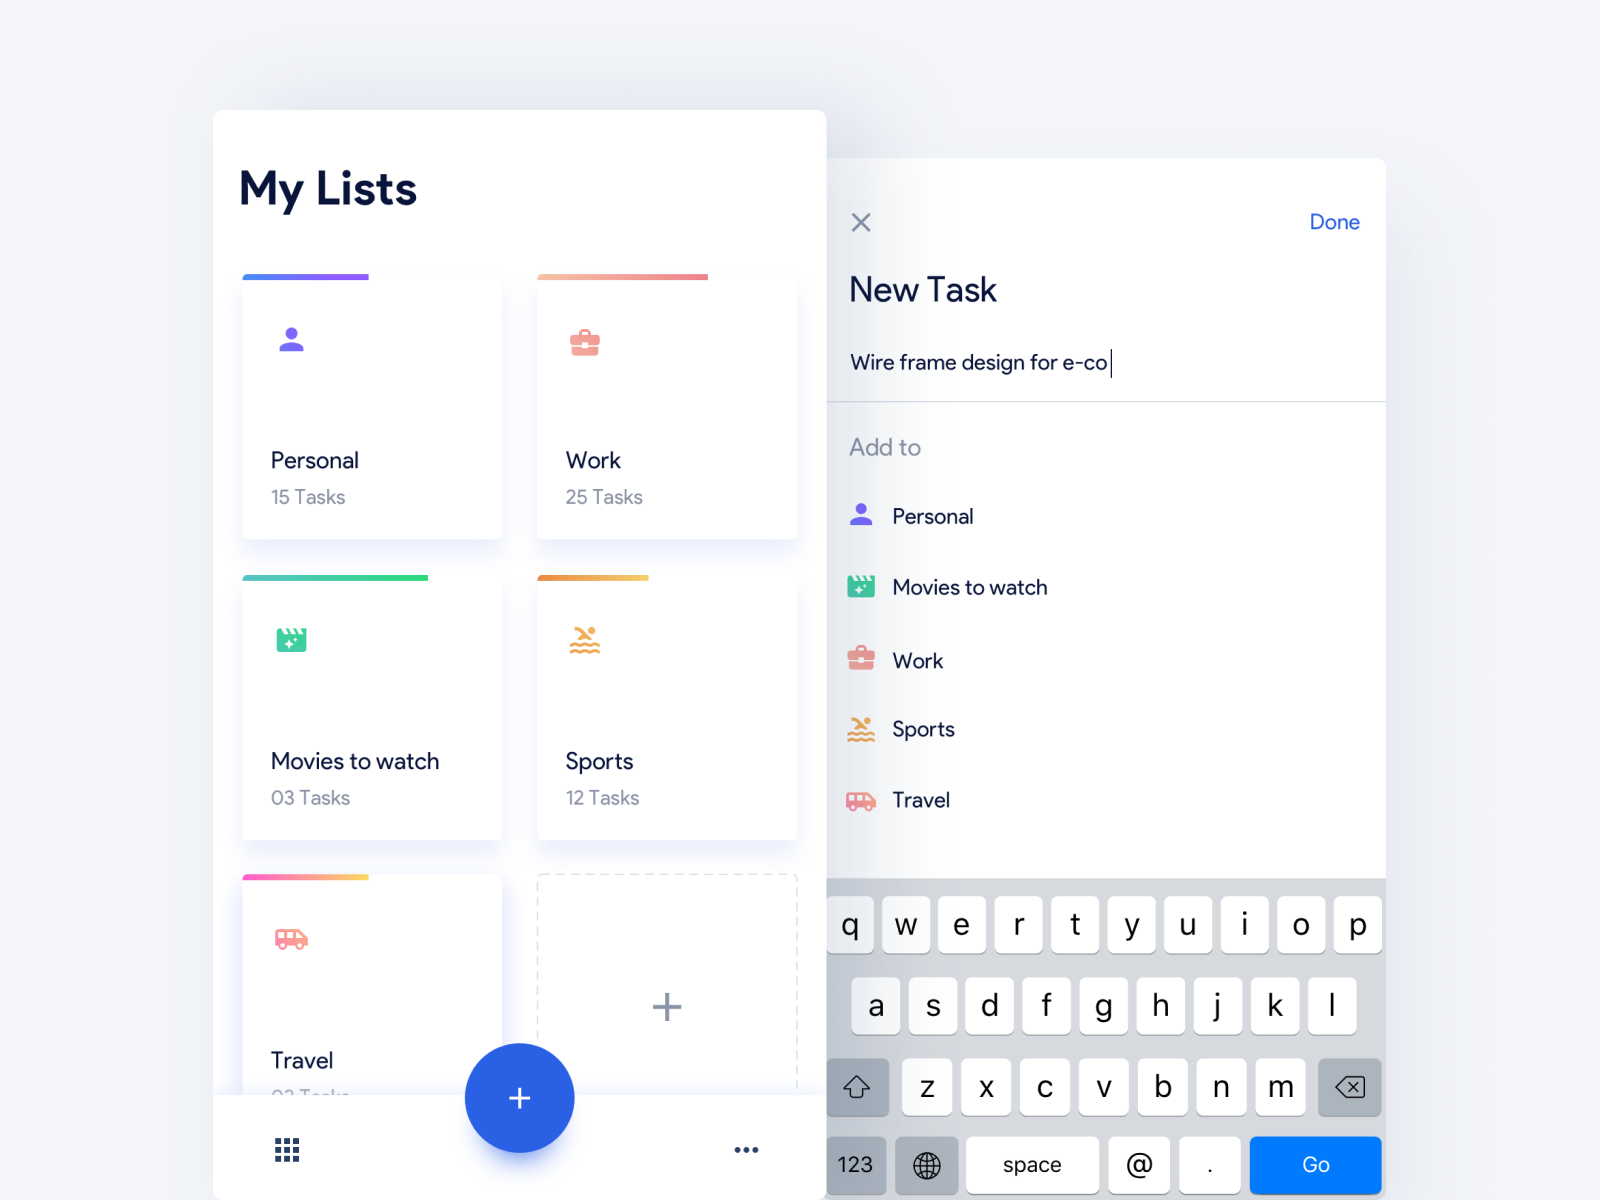 My Lists
Personal
15 Tasks
Work
25 Tasks
Movies to watch
03 Tasks
Sports
12 Tasks
Travel
Done
New Task
Wire frame design for e-co
Add to
Personal
Movies to watch
Work
Sports
Travel
q w e r t y u i o p
a s d f g h j k l
z x c v b n m
123 space @ . Go